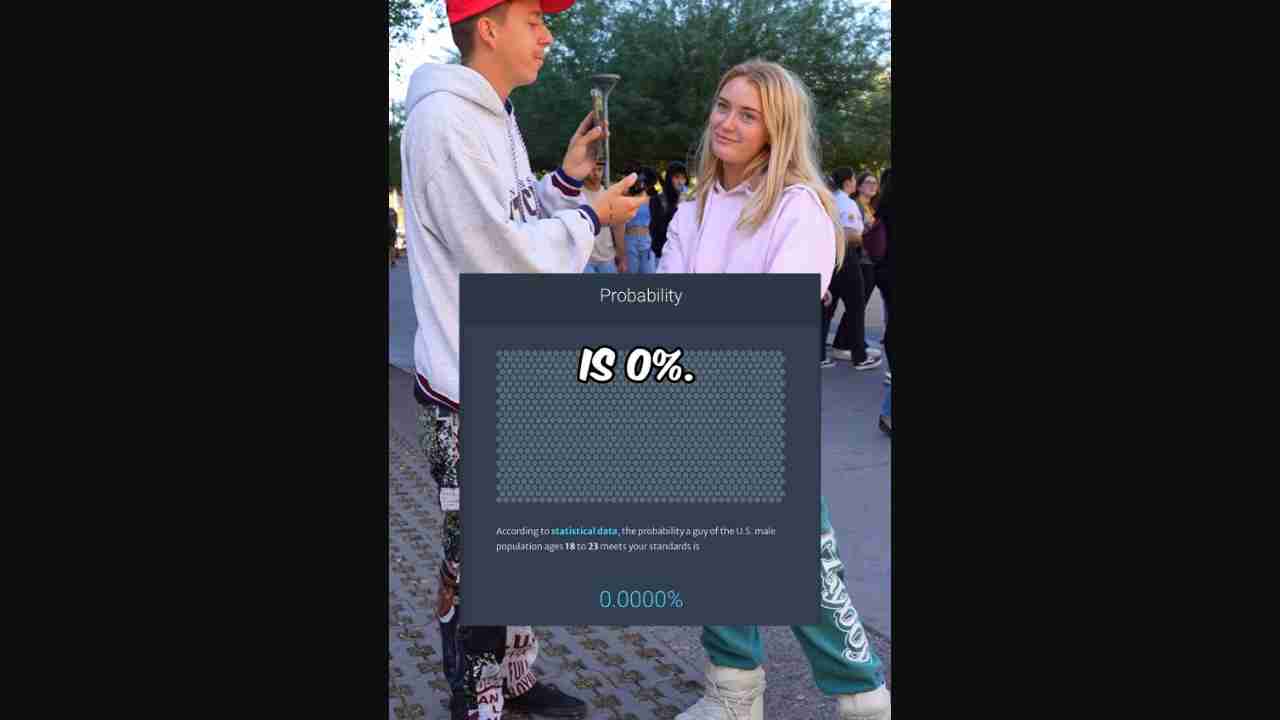 Probability
IS 0%.
According to statistical data, the probability a guy of the U.S. male
population ages 18 to 23 meets your standards is
0.0000%